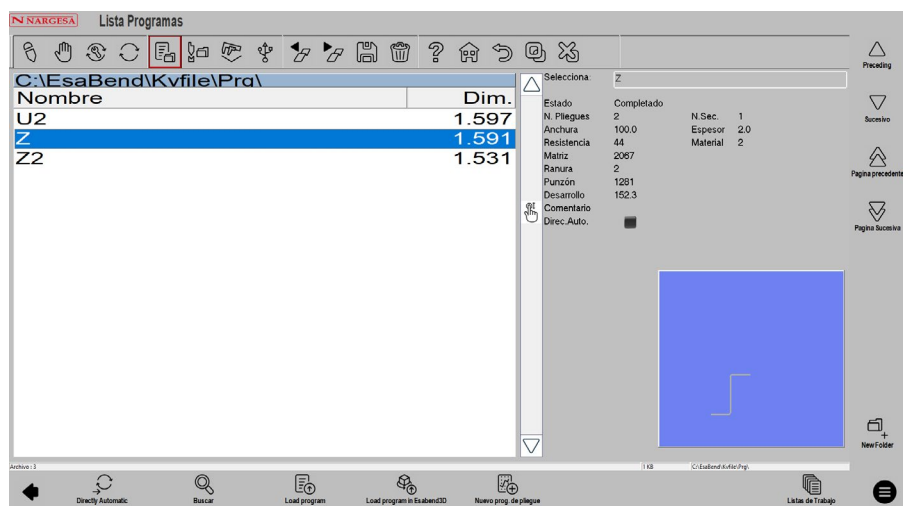 NARGESA Lista Programas
C:\EsaBend\Kvfile\Prg\
Nombre Dim.
U2 1.597
Z 1.591
Z2 1.531
Selecciona: Z
Estado Completado
N. Pliegues 2 N.Sec. 1
Anchura 100.0 Espesor 2.0
Resistencia 44 Material 2
Matriz 2067
Ranura 2
Punzón 1281
Desarrollo 152.3
Comentario
Direc.Auto.
Preceding
Sucesivo
Pagina precedente
Pagina Sucesiva
New Folder
Archivo : 3 1 KB C:\EsaBend\Kvfile\Prg\
Directly Automatic Buscar Load program Load program in Esabend3D Nuevo prog. de pliegue Listas de Trabajo